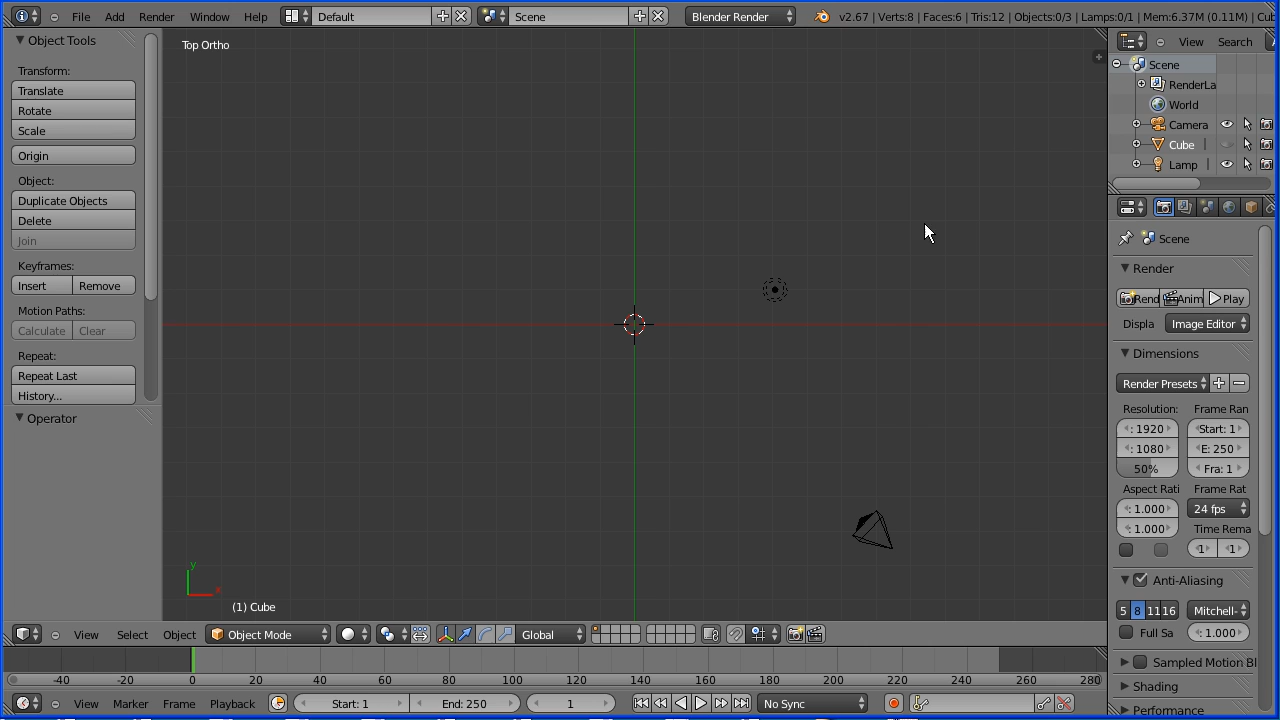 File Add Render Window Help Default Scene Blender Render v2.67 | Verts:8 | Faces:6 | Tris:12 | Objects:0/3 | Lamps:0/1 | Mem:6.37M (0.11M) | Cub
Object Tools
Transform:
Translate
Rotate
Scale
Origin
Object:
Duplicate Objects
Delete
Join
Keyframes:
Insert Remove
Motion Paths:
Calculate Clear
Repeat:
Repeat Last
History...
Operator
Top Ortho
y
x
(1) Cube
View Search
Scene
RenderLa
World
Camera
Cube
Lamp
Scene
Render
Rend Anim Play
Displa Image Editor
Dimensions
Render Presets
Resolution: Frame Ran
: 1920 Start: 1
: 1080 E: 250
50% Fra: 1
Aspect Rati Frame Rat
: 1.000 24 fps
: 1.000 Time Rema
1 1
Anti-Aliasing
5 8 11 16 Mitchell-
Full Sa : 1.000
Sampled Motion Bl
Shading
Performance
View Select Object Object Mode Global
-40 -20 0 20 40 60 80 100 120 140 160 180 200 220 240 260 280
View Marker Frame Playback Start: 1 End: 250 1 No Sync